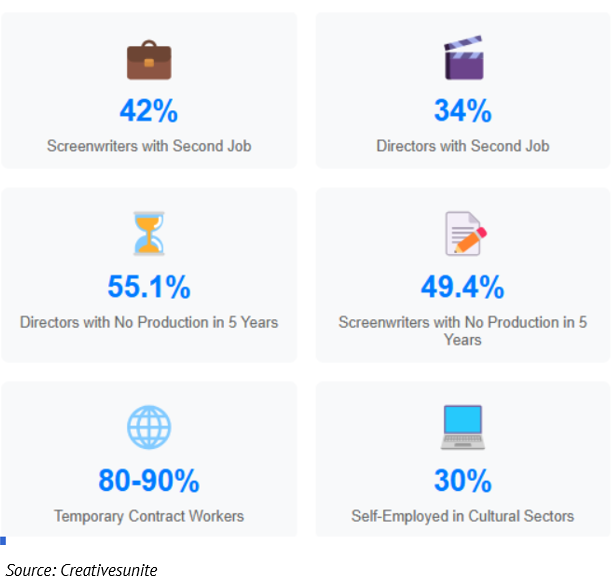 42%
Screenwriters with Second Job
34%
Directors with Second Job
55.1%
Directors with No Production in 5 Years
49.4%
Screenwriters with No Production in 5
Years
80-90%
Temporary Contract Workers
30%
Self-Employed in Cultural Sectors
Source: Creativesunite